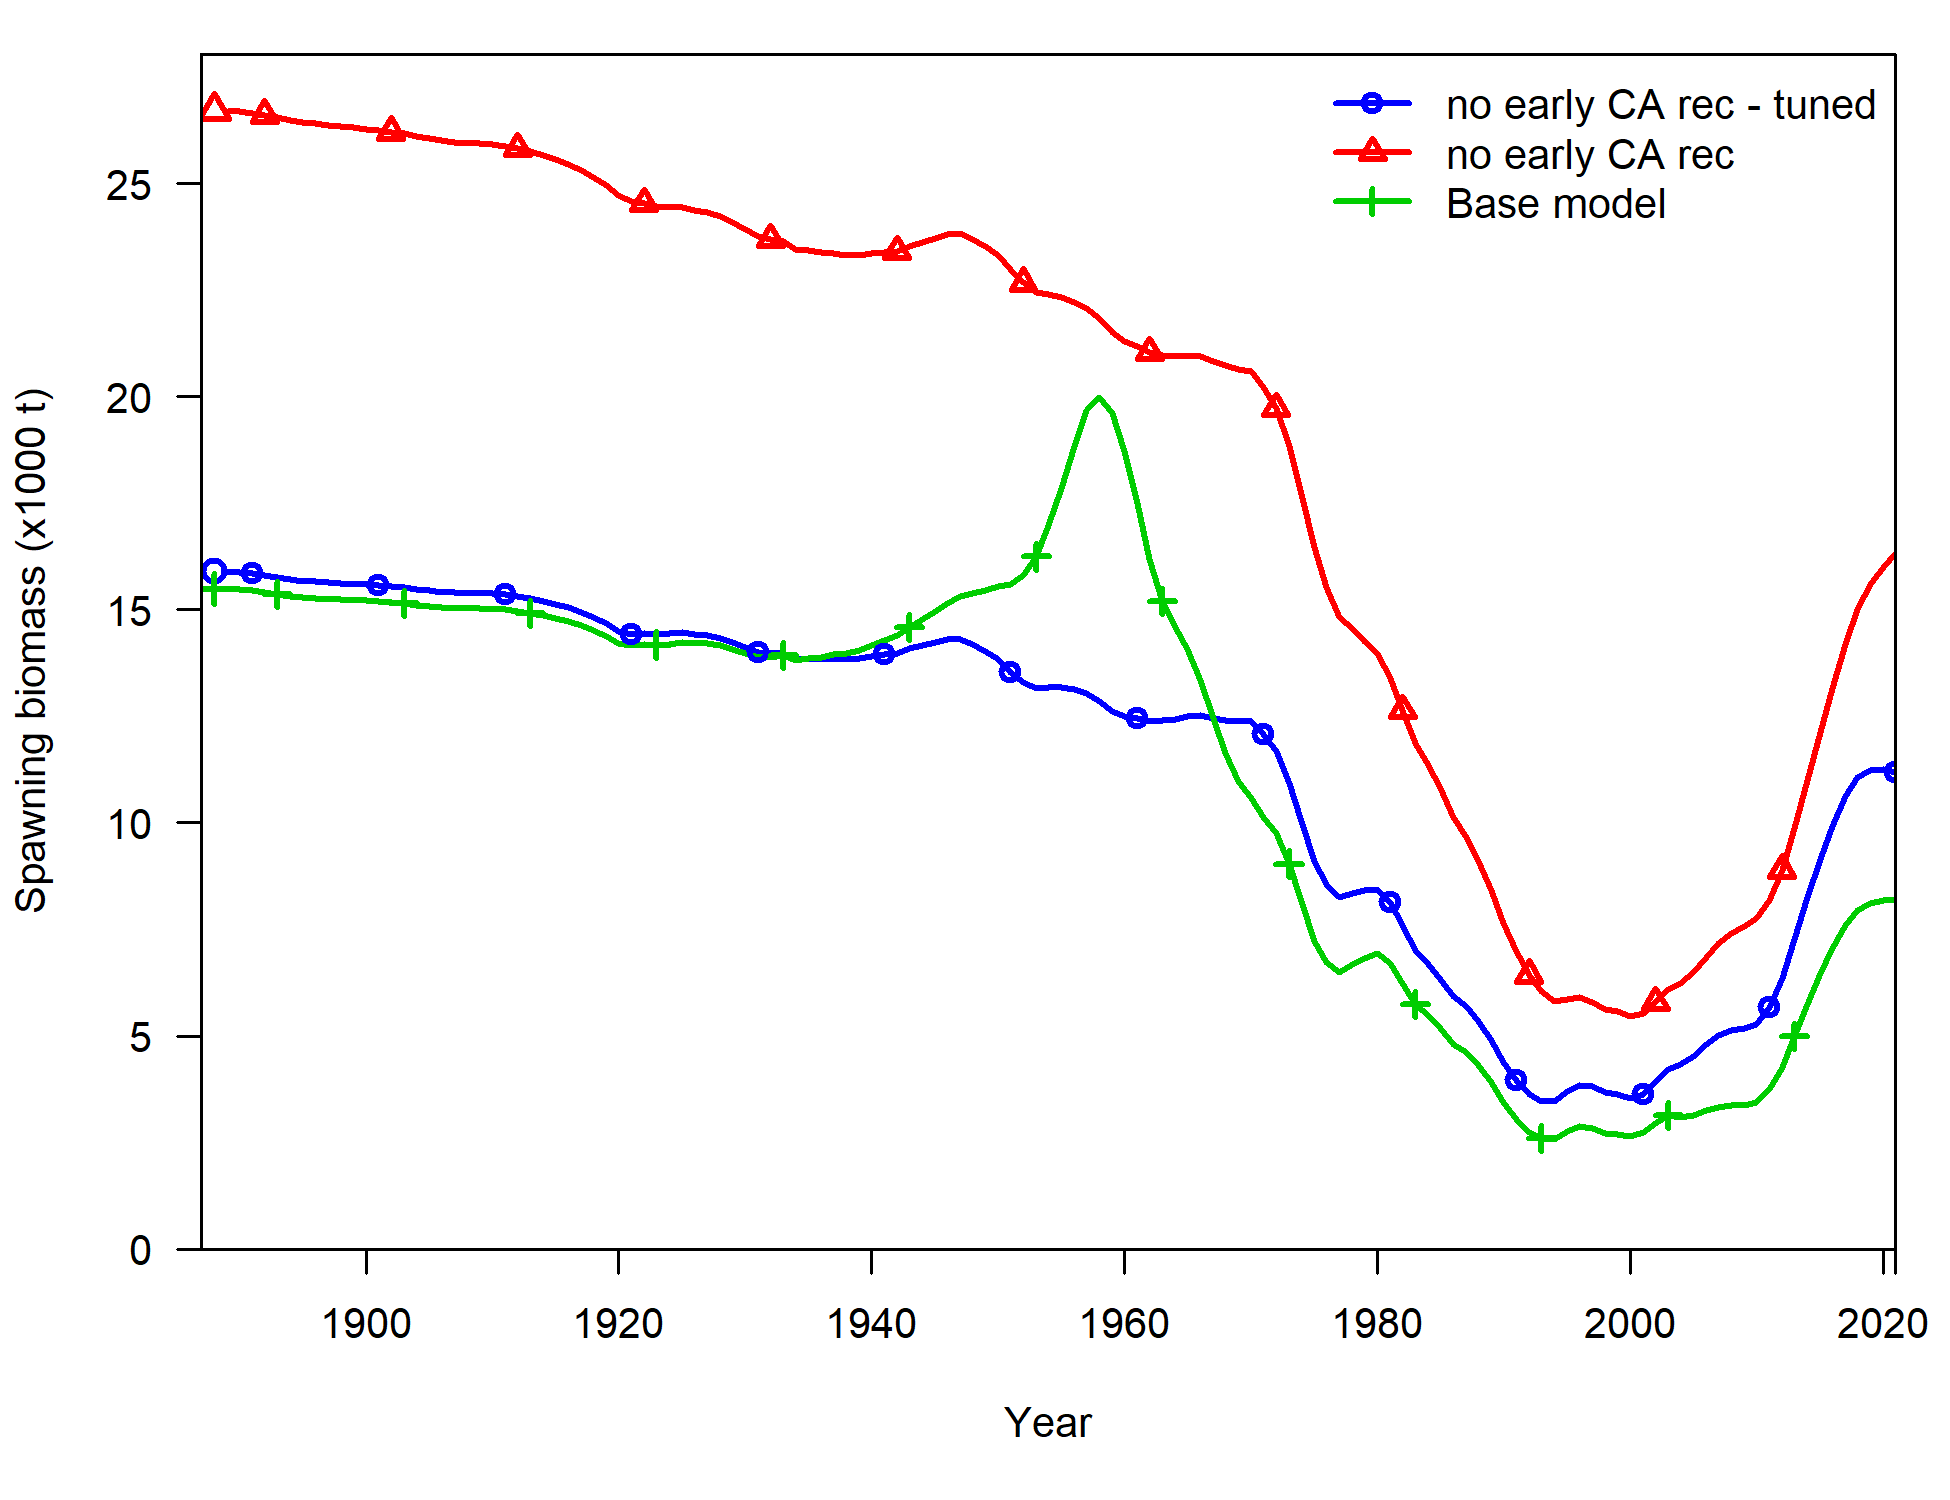 no early CA rec - tuned
no early CA rec
Base model
Spawning biomass (x1000 t)
25
20
15
10
5
0
1900 1920 1940 1960 1980 2000 2020
Year